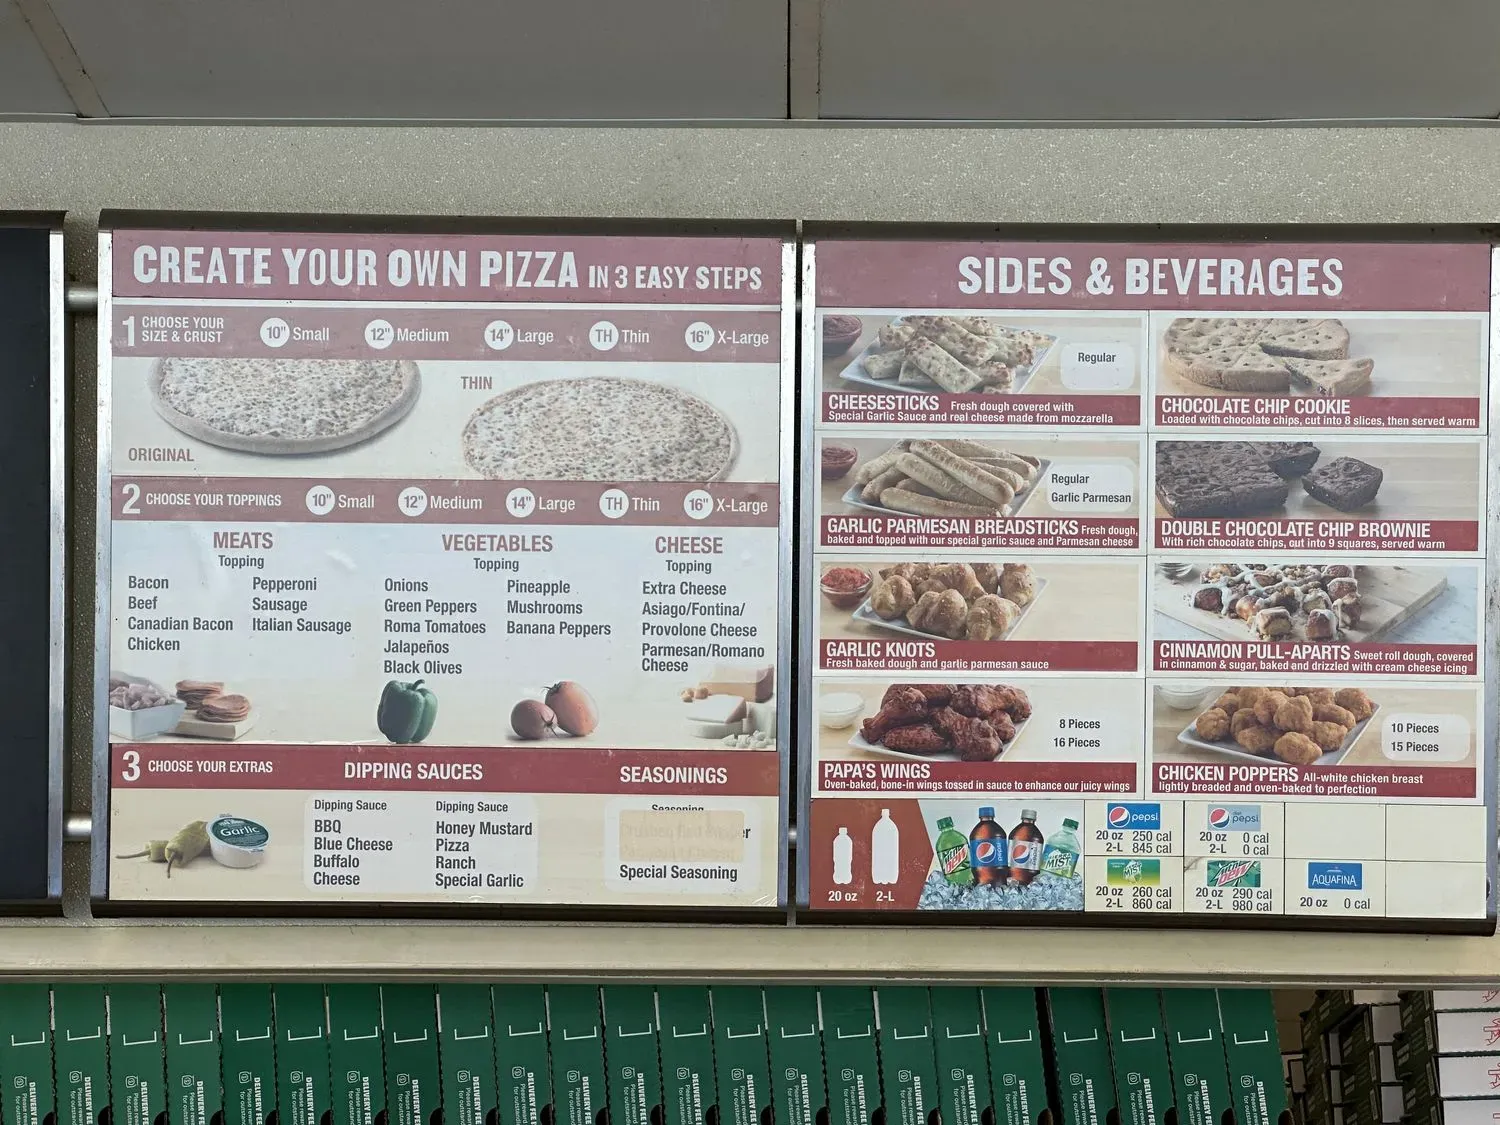 CREATE YOUR OWN PIZZA IN 3 EASY STEPS
1 CHOOSE YOUR
SIZE & CRUST
10" Small
12" Medium
14" Large
TH Thin
16" X-Large
ORIGINAL
THIN
2 CHOOSE YOUR TOPPINGS
10" Small
12" Medium
14" Large
TH Thin
16" X-Large
MEATS
Topping
Bacon
Beef
Canadian Bacon
Chicken
Pepperoni
Sausage
Italian Sausage
VEGETABLES
Topping
Onions
Green Peppers
Roma Tomatoes
Jalapeños
Black Olives
Pineapple
Mushrooms
Banana Peppers
CHEESE
Topping
Extra Cheese
Asiago/Fontina/
Provolone Cheese
Parmesan/Romano
Cheese
3 CHOOSE YOUR EXTRAS
DIPPING SAUCES
SEASONINGS
Garlic
Dipping Sauce
BBQ
Blue Cheese
Buffalo
Cheese
Dipping Sauce
Honey Mustard
Pizza
Ranch
Special Garlic
Seasoning
Special Seasoning
SIDES & BEVERAGES
Regular
CHEESESTICKS Fresh dough covered with
Special Garlic Sauce and real cheese made from mozzarella
CHOCOLATE CHIP COOKIE
Loaded with chocolate chips, cut into 8 slices, then served warm
Regular
Garlic Parmesan
GARLIC PARMESAN BREADSTICKS Fresh dough,
baked and topped with our special garlic sauce and Parmesan cheese
DOUBLE CHOCOLATE CHIP BROWNIE
With rich chocolate chips, cut into 9 squares, served warm
GARLIC KNOTS
Fresh baked dough and garlic parmesan sauce
CINNAMON PULL-APARTS Sweet roll dough, covered
in cinnamon & sugar, baked and drizzled with cream cheese icing
8 Pieces
16 Pieces
PAPA'S WINGS
Oven-baked, bone-in wings tossed in sauce to enhance our juicy wings
10 Pieces
15 Pieces
CHICKEN POPPERS All-white chicken breast
lightly breaded and oven-baked to perfection
20 oz 2-L
pepsi
20 oz 250 cal
2-L 845 cal
diet pepsi
20 oz 0 cal
2-L 0 cal
MIST
20 oz 260 cal
2-L 860 cal
20 oz 290 cal
2-L 980 cal
AQUAFINA
20 oz 0 cal
DELIVERY FEE
DELIVERY FEE
DELIVERY FEE
DELIVERY FEE